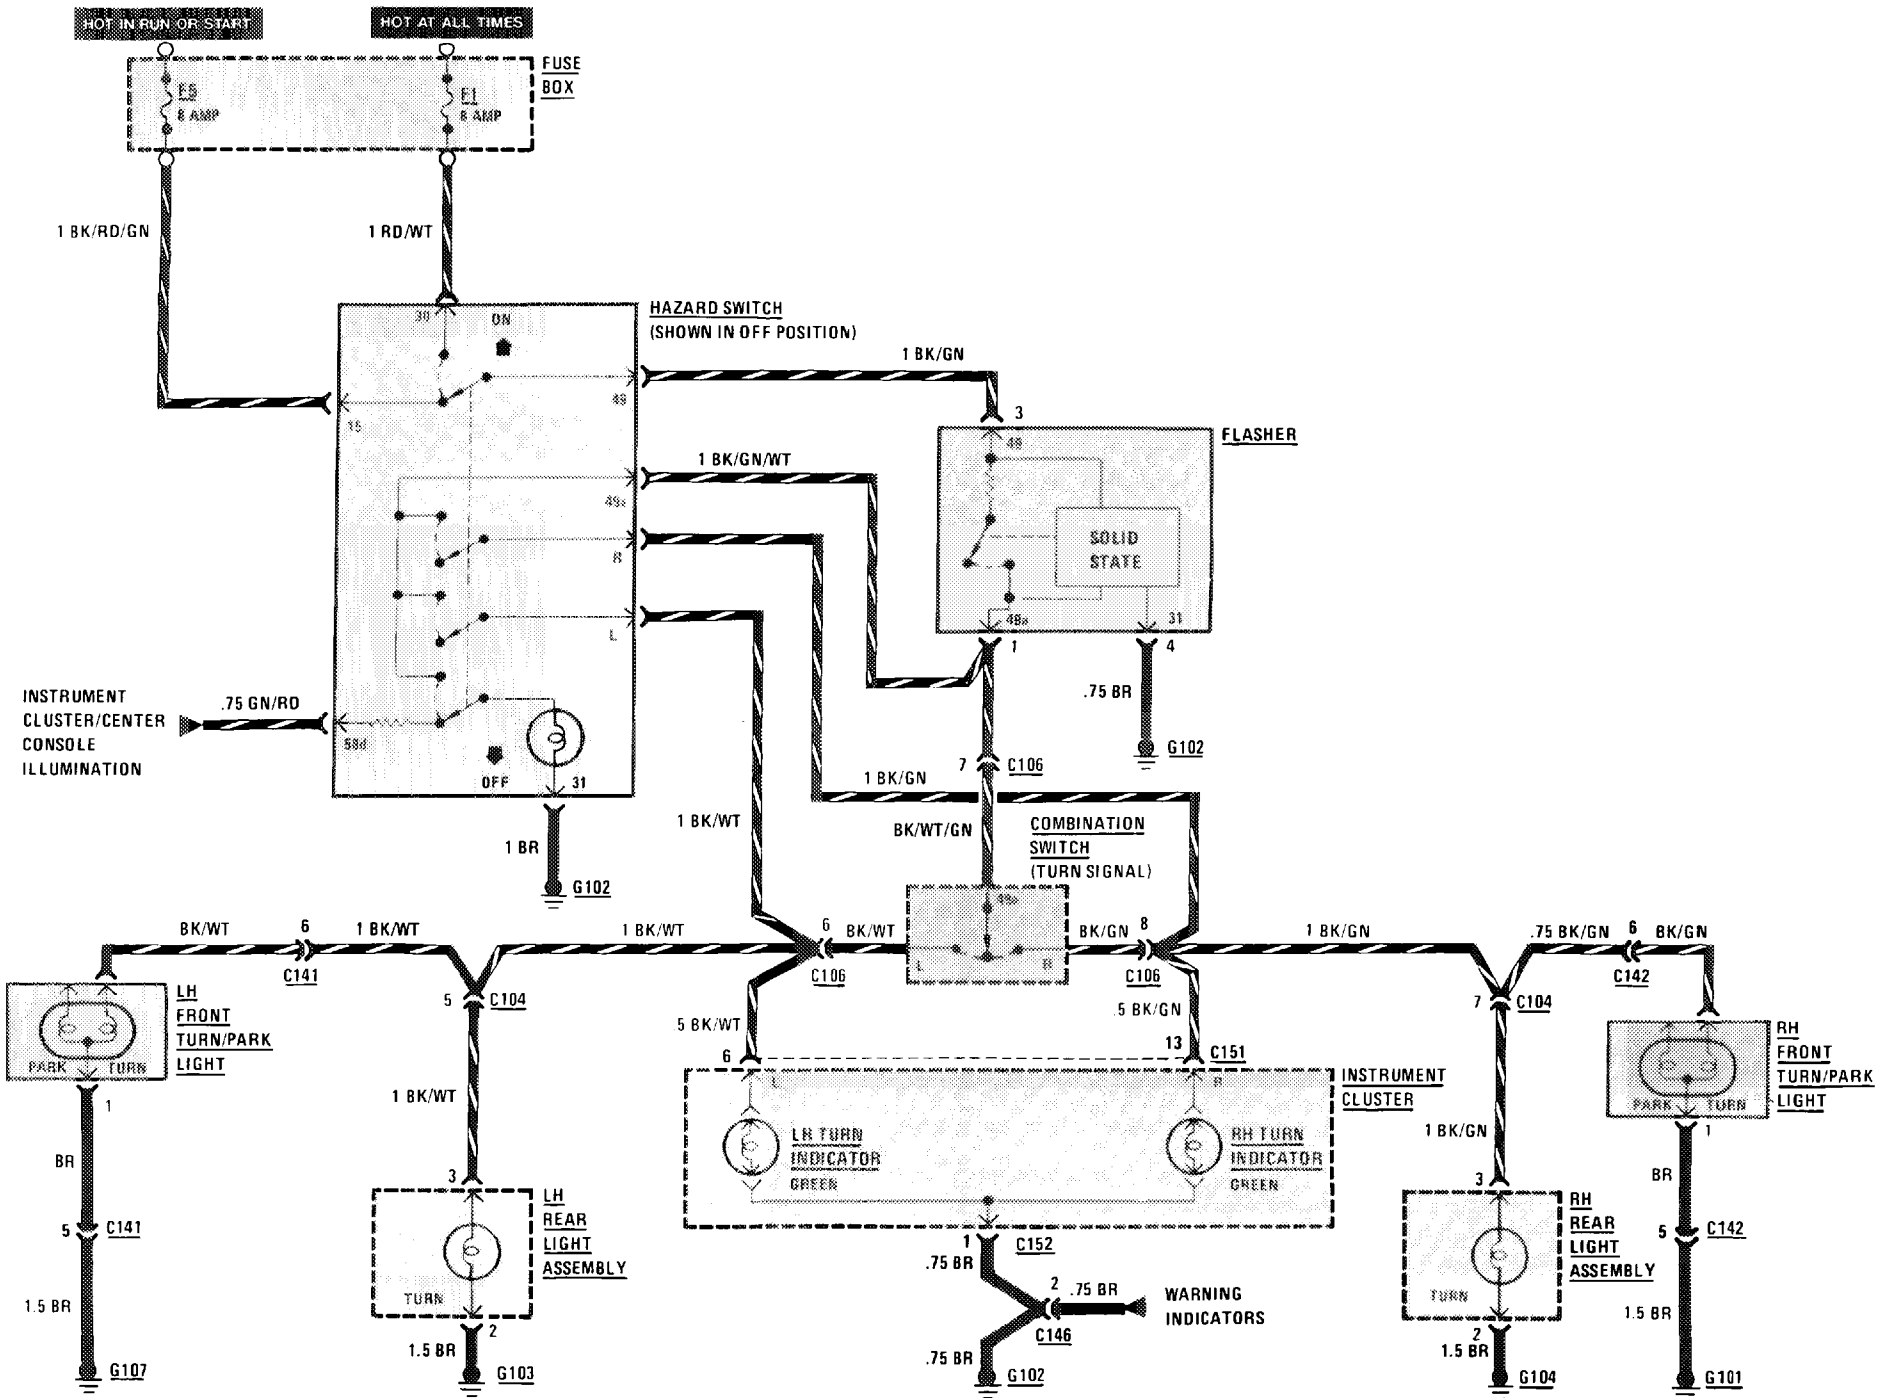 HOT IN RUN OR START
HOT AT ALL TIMES
FUSE
BOX
F5
8 AMP
F1
8 AMP
1 BK/RD/GN
1 RD/WT
HAZARD SWITCH
(SHOWN IN OFF POSITION)
30
ON
1 BK/GN
49
15
3
FLASHER
49
1 BK/GN/WT
49a
SOLID
STATE
R
L
49a
31
1
4
.75 BR
G102
INSTRUMENT
CLUSTER/CENTER
CONSOLE
ILLUMINATION
.75 GN/RD
58d
OFF
31
7
C106
1 BK/GN
1 BK/WT
BK/WT/GN
COMBINATION
SWITCH
(TURN SIGNAL)
1 BR
G102
49a
BK/WT
6
1 BK/WT
1 BK/WT
6
BK/WT
BK/GN
8
1 BK/GN
.75 BK/GN
6
BK/GN
C141
C106
L
R
C106
C142
LH
FRONT
TURN/PARK
LIGHT
5
C104
7
C104
PARK
TURN
5 BK/WT
.5 BK/GN
RH
FRONT
TURN/PARK
LIGHT
PARK
TURN
6
13
C151
INSTRUMENT
CLUSTER
L
R
1
1 BK/WT
LH TURN
INDICATOR
GREEN
RH TURN
INDICATOR
GREEN
1 BK/GN
1
BR
BR
3
3
5
C141
LH
REAR
LIGHT
ASSEMBLY
TURN
1
C152
.75 BR
RH
REAR
LIGHT
ASSEMBLY
TURN
5
C142
1.5 BR
2
.75 BR
WARNING
INDICATORS
C146
1.5 BR
2
1.5 BR
2
1.5 BR
.75 BR
G107
G103
G102
G104
G101